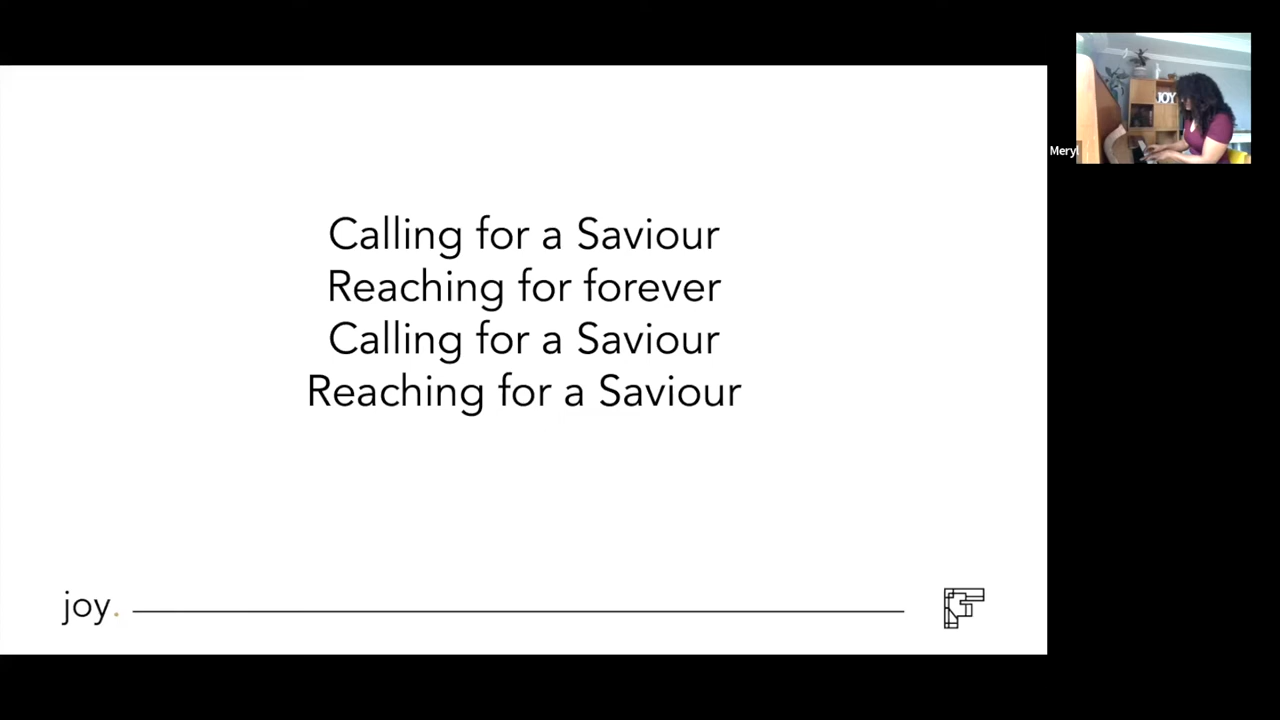 Calling for a Saviour
Reaching for forever
Calling for a Saviour
Reaching for a Saviour
joy.
JOY
Meryl